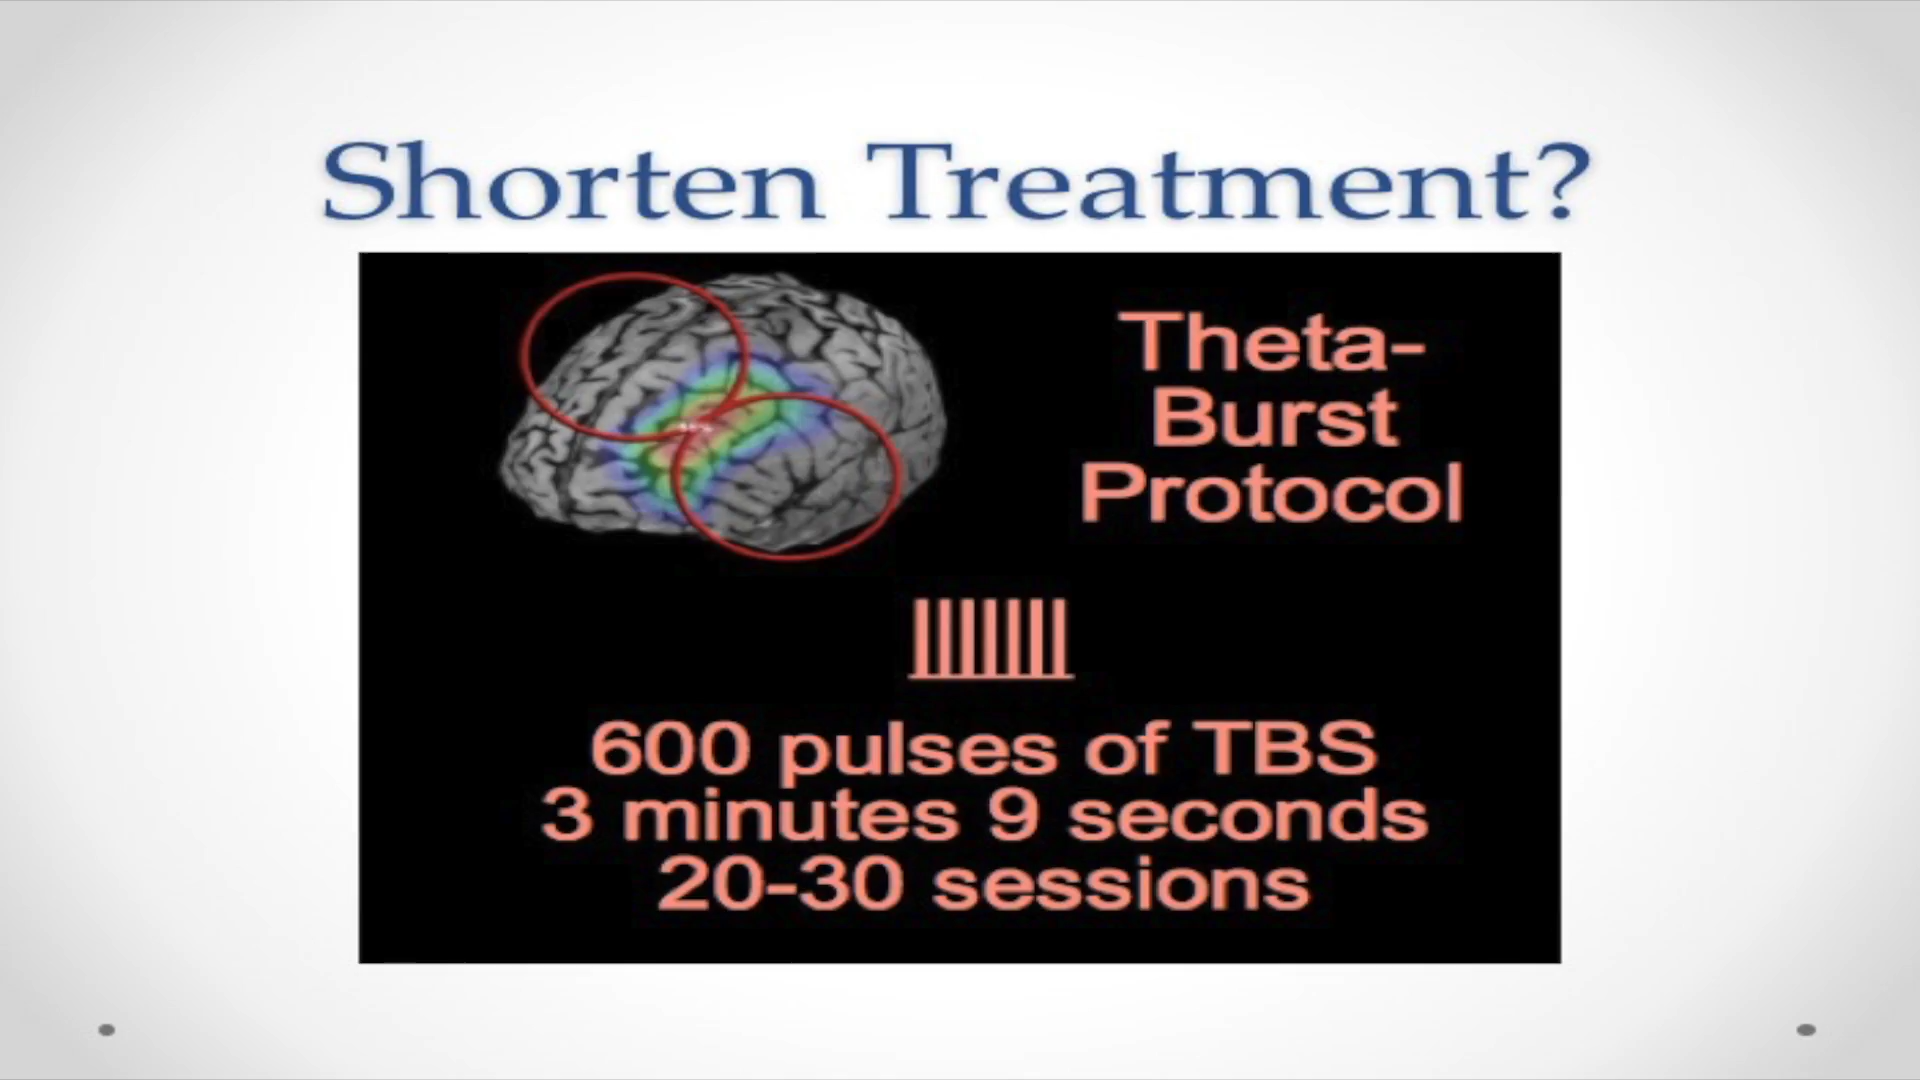 Shorten Treatment?
Theta-
Burst
Protocol
600 pulses of TBS
3 minutes 9 seconds
20-30 sessions